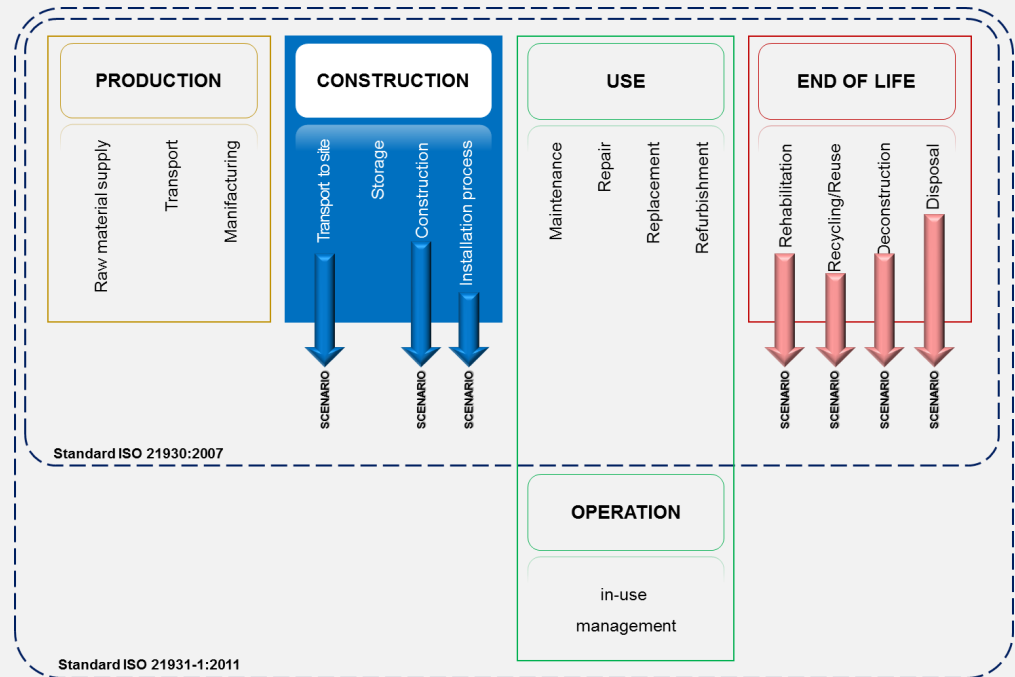 PRODUCTION
Raw material supply
Transport
Manifacturing
CONSTRUCTION
Transport to site
Storage
Construction
Installation process
SCENARIO
SCENARIO
SCENARIO
USE
Maintenance
Repair
Replacement
Refurbishment
END OF LIFE
Rehabilitation
Recycling/Reuse
Deconstruction
Disposal
SCENARIO
SCENARIO
SCENARIO
SCENARIO
Standard ISO 21930:2007
OPERATION
in-use
management
Standard ISO 21931-1:2011